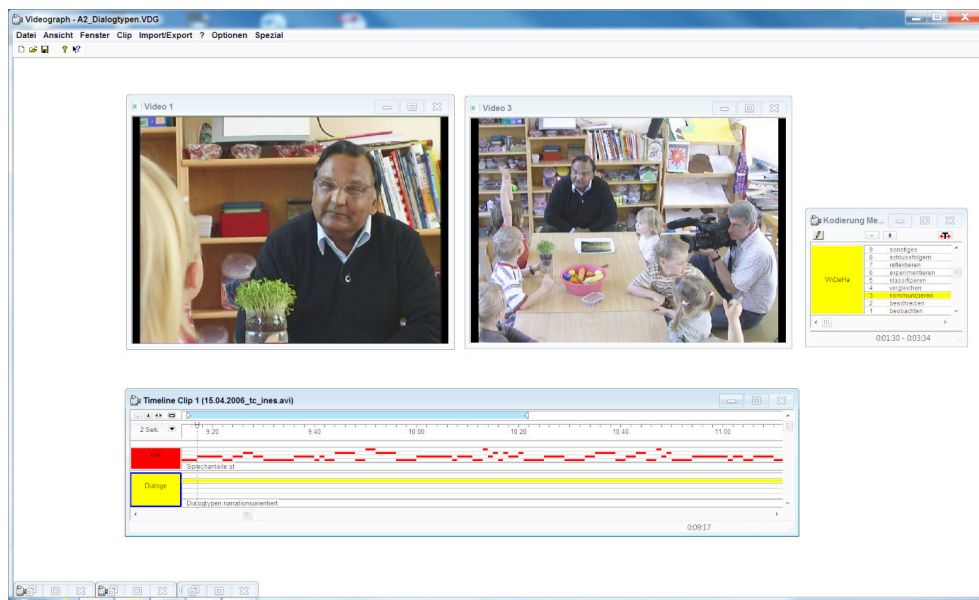 Videograph - A2_Dialogtypen.VDG
Datei Ansicht Fenster Clip Import/Export ? Optionen Spezial
Video 1
Video 3
Kodierung Me...
9 sonstiges
8 schlussfolgern
7 reflektieren
6 experimentieren
5 klassifizieren
4 vergleichen
3 kommunizieren
2 beschreiben
1 beobachten
WiDeHa
0:01:30 - 0:03:34
Timeline Clip 1 (15.04.2006_tc_ines.avi)
2 Sek. 9:20 9:40 10:00 10:20 10:40 11:00
Sprechanteile st
Dialoge
Dialogtypen narrationsorientiert
0:09:17